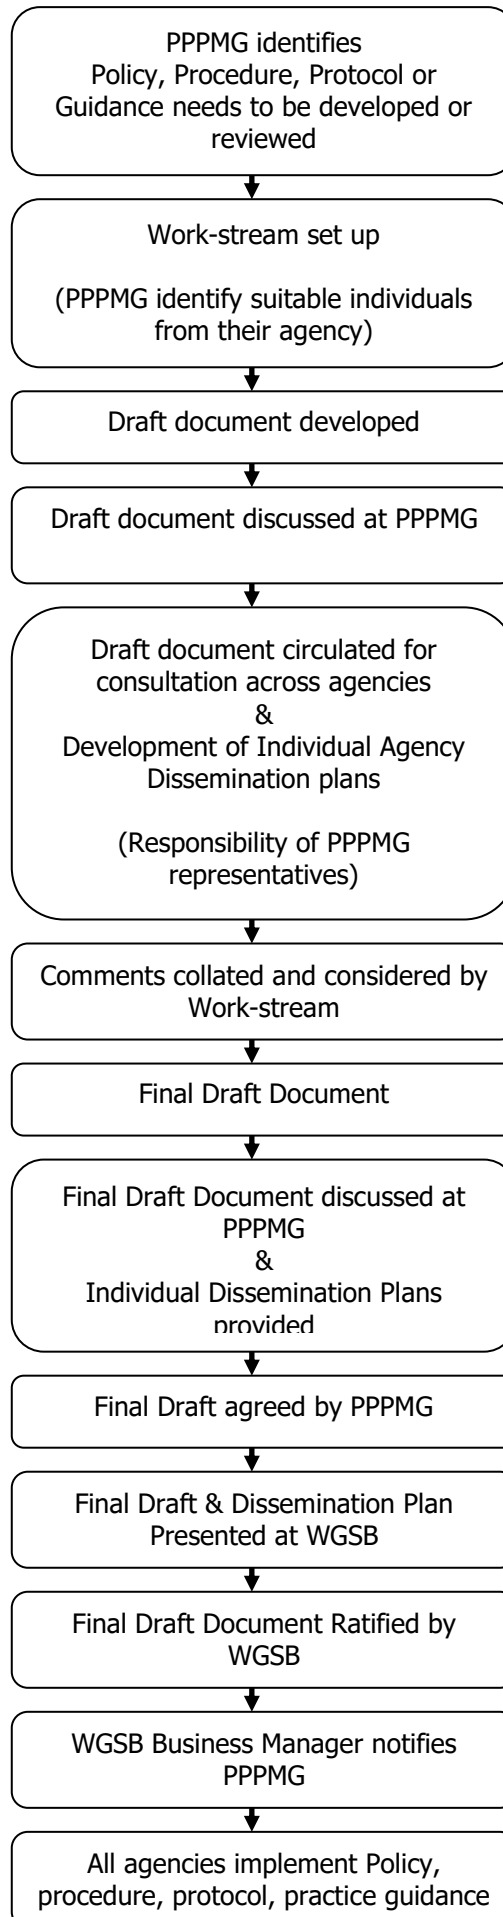 PPPMG identifies
Policy, Procedure, Protocol or
Guidance needs to be developed or
reviewed
Work-stream set up
(PPPMG identify suitable individuals
from their agency)
Draft document developed
Draft document discussed at PPPMG
Draft document circulated for
consultation across agencies
&
Development of Individual Agency
Dissemination plans
(Responsibility of PPPMG
representatives)
Comments collated and considered by
Work-stream
Final Draft Document
Final Draft Document discussed at
PPPMG
&
Individual Dissemination Plans
provided
Final Draft agreed by PPPMG
Final Draft & Dissemination Plan
Presented at WGSB
Final Draft Document Ratified by
WGSB
WGSB Business Manager notifies
PPPMG
All agencies implement Policy,
procedure, protocol, practice guidance